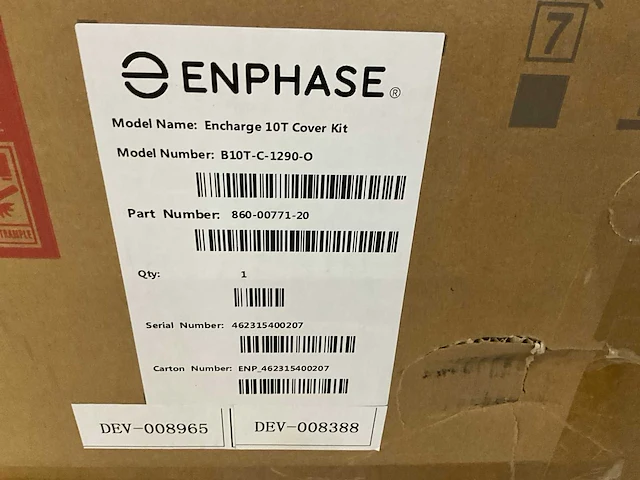 7
ENPHASE®
Model Name: Encharge 10T Cover Kit
Model Number: B10T-C-1290-O
Part Number: 860-00771-20
Qty: 1
Serial Number: 462315400207
Carton Number: ENP_462315400207
DEV-008965
DEV-008388